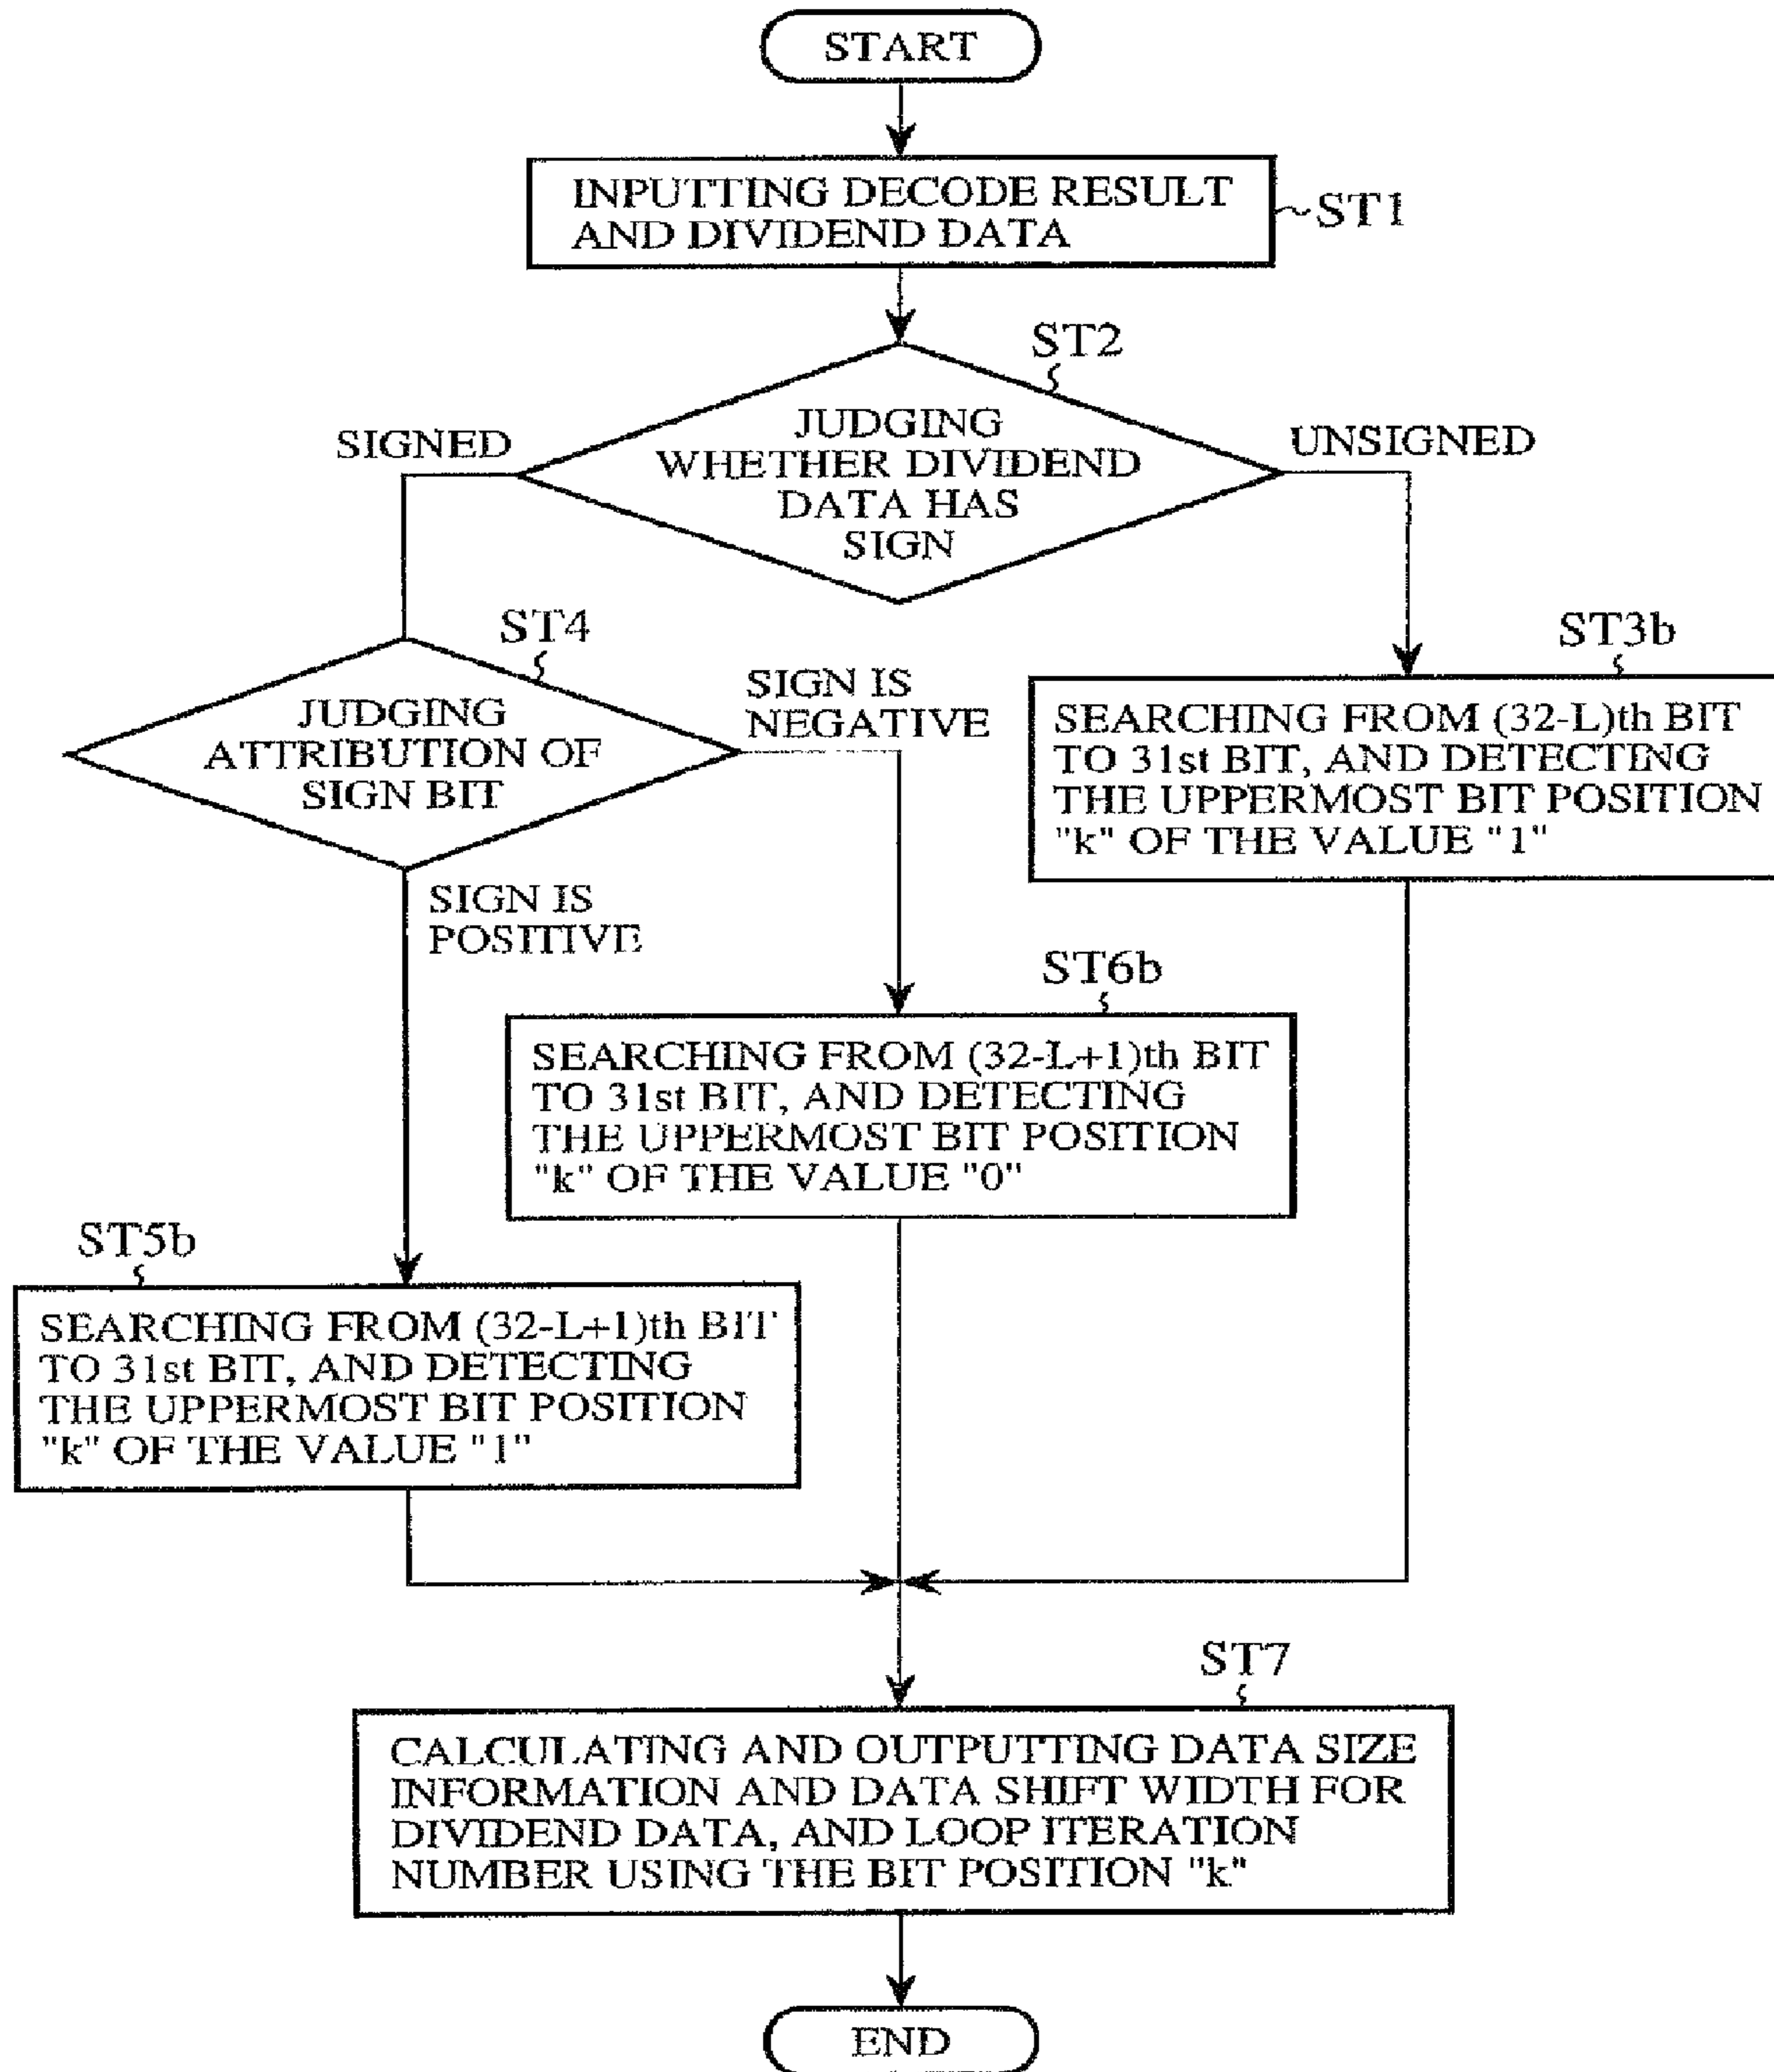 START
INPUTTING DECODE RESULT
AND DIVIDEND DATA
ST1
ST2
JUDGING
WHETHER DIVIDEND
DATA HAS
SIGN
SIGNED
UNSIGNED
ST4
JUDGING
ATTRIBUTION OF
SIGN BIT
SIGN IS
NEGATIVE
SIGN IS
POSITIVE
ST3b
SEARCHING FROM (32-L)th BIT
TO 31st BIT, AND DETECTING
THE UPPERMOST BIT POSITION
"k" OF THE VALUE "1"
ST6b
SEARCHING FROM (32-L+1)th BIT
TO 31st BIT, AND DETECTING
THE UPPERMOST BIT POSITION
"k" OF THE VALUE "0"
ST5b
SEARCHING FROM (32-L+1)th BIT
TO 31st BIT, AND DETECTING
THE UPPERMOST BIT POSITION
"k" OF THE VALUE "1"
ST7
CALCULATING AND OUTPUTTING DATA SIZE
INFORMATION AND DATA SHIFT WIDTH FOR
DIVIDEND DATA, AND LOOP ITERATION
NUMBER USING THE BIT POSITION "k"
END